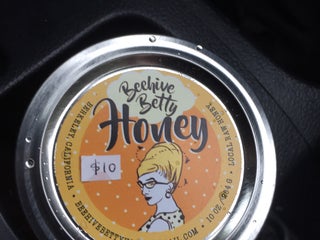 Beehive
Betty
Honey
$10
BERKELEY, CALIFORNIA
LOCAL RAW HONEY
10 OZ